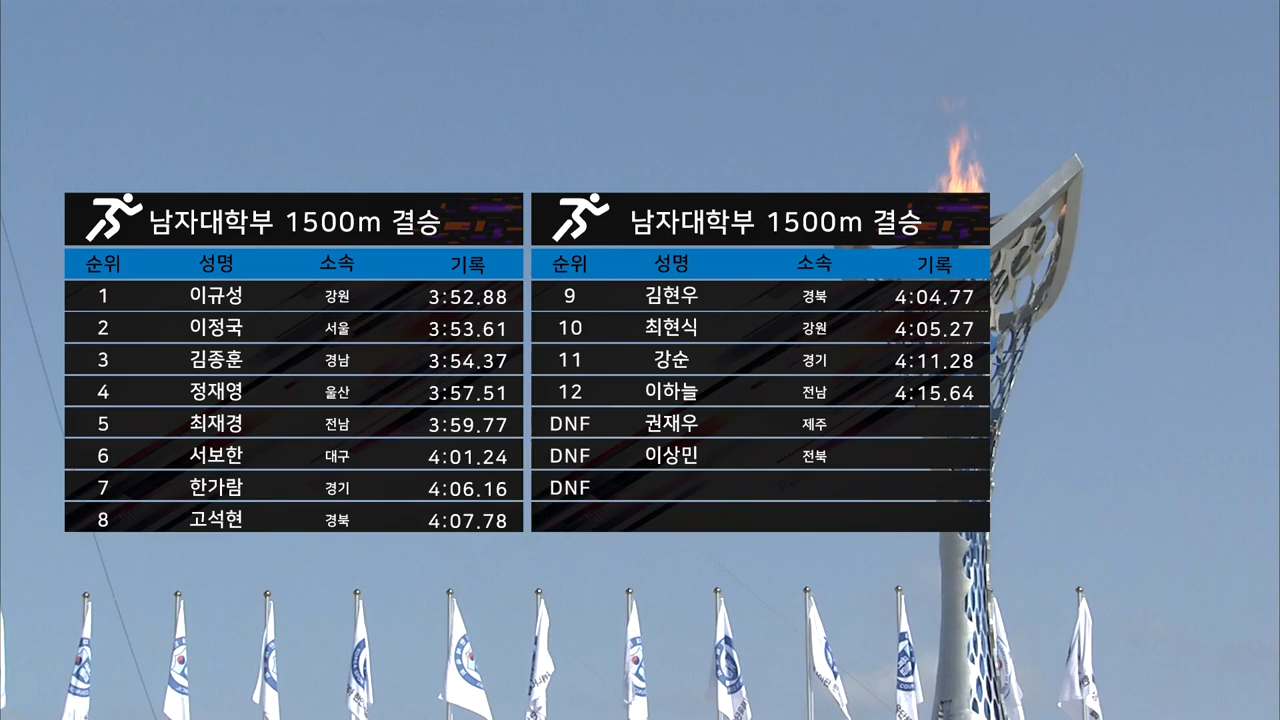 남자대학부 1500m 결승
순위 성명 소속 기록
1 이규성 강원 3:52.88
2 이정국 서울 3:53.61
3 김종훈 경남 3:54.37
4 정재영 울산 3:57.51
5 최재경 전남 3:59.77
6 서보한 대구 4:01.24
7 한가람 경기 4:06.16
8 고석현 경북 4:07.78
남자대학부 1500m 결승
순위 성명 소속 기록
9 김현우 경북 4:04.77
10 최현식 강원 4:05.27
11 강순 경기 4:11.28
12 이하늘 전남 4:15.64
DNF 권재우 제주
DNF 이상민 전북
DNF